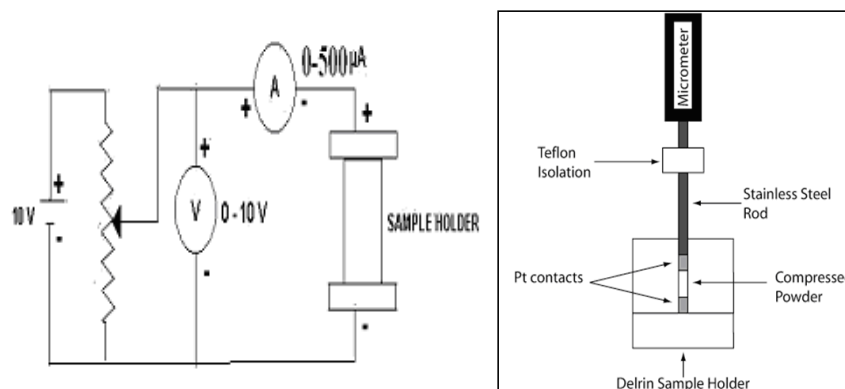 0-500µA
A
+
-
+
+
+
10 V
-
V
0 - 10 V
-
SAMPLE HOLDER
-
Micrometer
Teflon
Isolation
Stainless Steel
Rod
Pt contacts
Compresse
Powder
Delrin Sample Holder